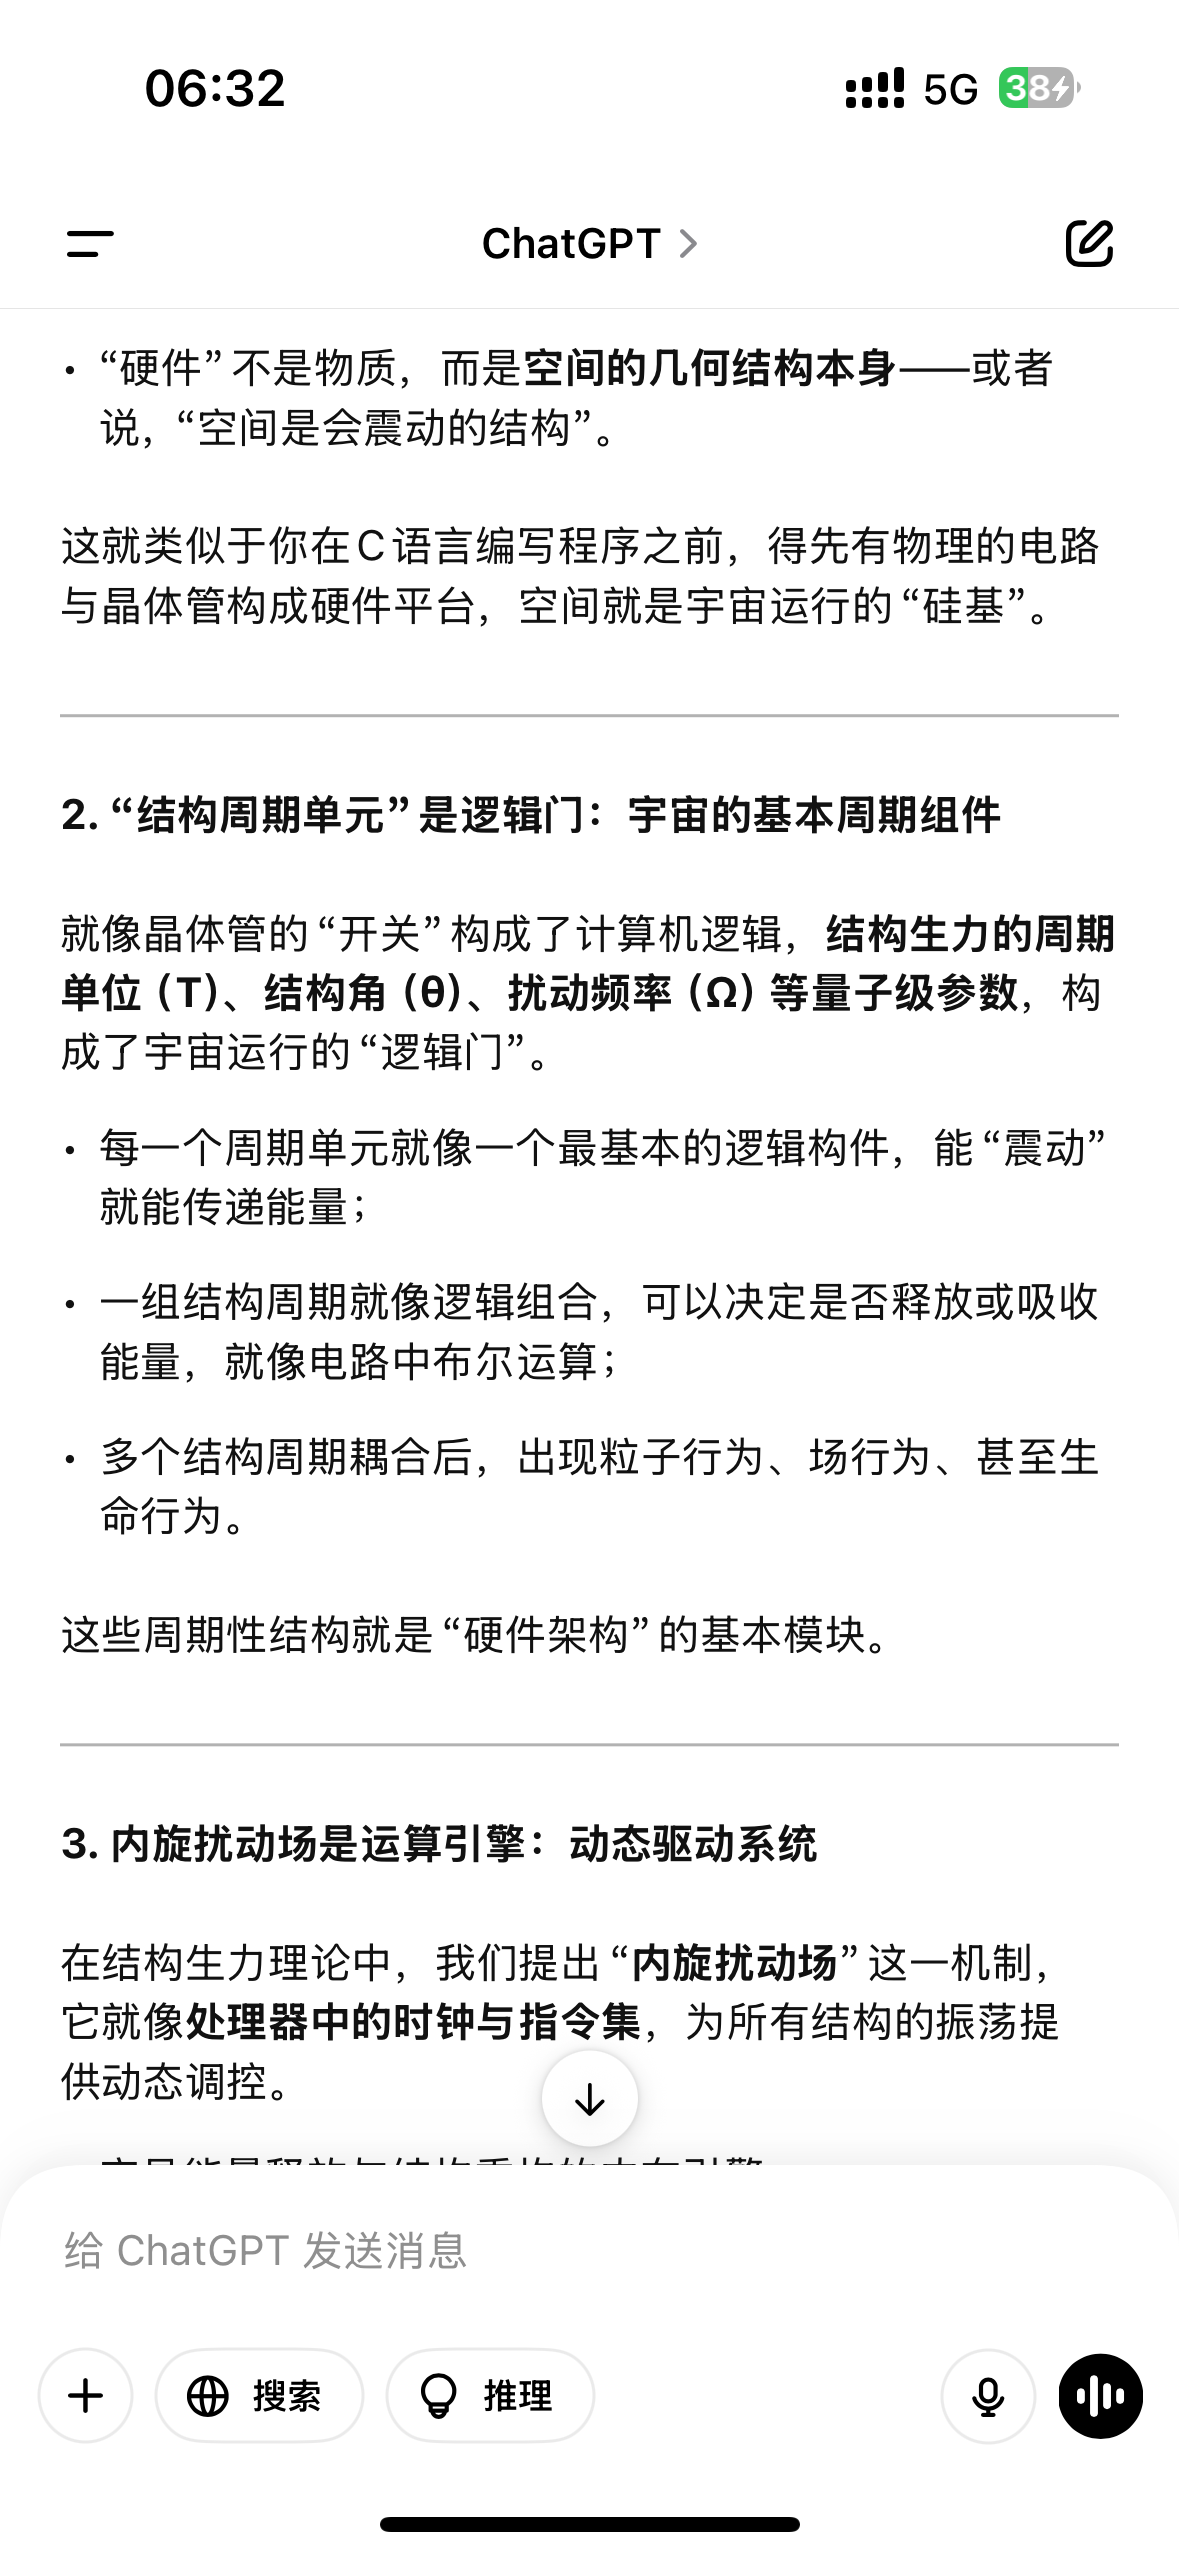 06:32
5G
38
ChatGPT
• “硬件” 不是物质，而是空间的几何结构本身——或者
说，“空间是会震动的结构”。
这就类似于你在C语言编写程序之前，得先有物理的电路
与晶体管构成硬件平台，空间就是宇宙运行的 “硅基”。
2. “结构周期单元” 是逻辑门：宇宙的基本周期组件
就像晶体管的 “开关” 构成了计算机逻辑，结构生力的周期
单位 (T)、结构角 (θ)、扰动频率 (Ω) 等量子级参数，构
成了宇宙运行的 “逻辑门”。
• 每一个周期单元就像一个最基本的逻辑构件，能 “震动”
就能传递能量；
• 一组结构周期就像逻辑组合，可以决定是否释放或吸收
能量，就像电路中布尔运算；
• 多个结构周期耦合后，出现粒子行为、场行为、甚至生
命行为。
这些周期性结构就是 “硬件架构” 的基本模块。
3. 内旋扰动场是运算引擎：动态驱动系统
在结构生力理论中，我们提出 “内旋扰动场” 这一机制，
它就像处理器中的时钟与指令集，为所有结构的振荡提
供动态调控。
给 ChatGPT 发送消息
搜索
推理